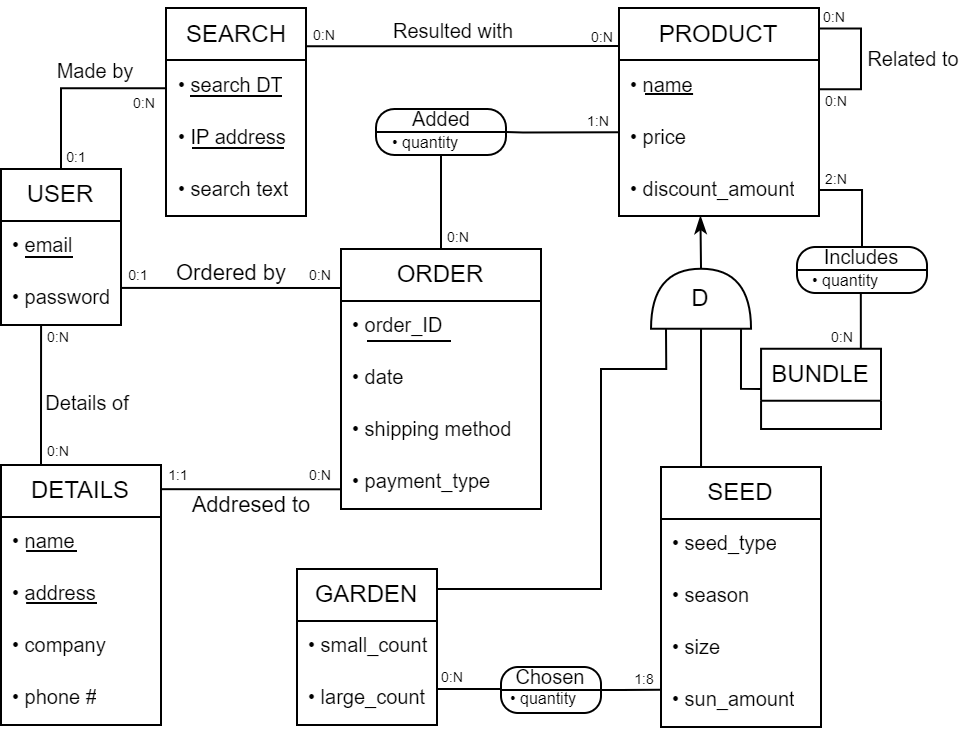 SEARCH
• search DT
• IP address
• search text
0:N
Resulted with
0:N
PRODUCT
• name
• price
• discount_amount
0:N
Related to
0:N
Made by
0:N
0:1
Added
• quantity
1:N
0:N
2:N
Includes
• quantity
0:N
USER
• email
• password
0:1
Ordered by
0:N
ORDER
• order_ID
• date
• shipping method
• payment_type
D
BUNDLE
0:N
Details of
0:N
DETAILS
• name
• address
• company
• phone #
1:1
0:N
Addresed to
SEED
• seed_type
• season
• size
• sun_amount
GARDEN
• small_count
• large_count
0:N
Chosen
• quantity
1:8